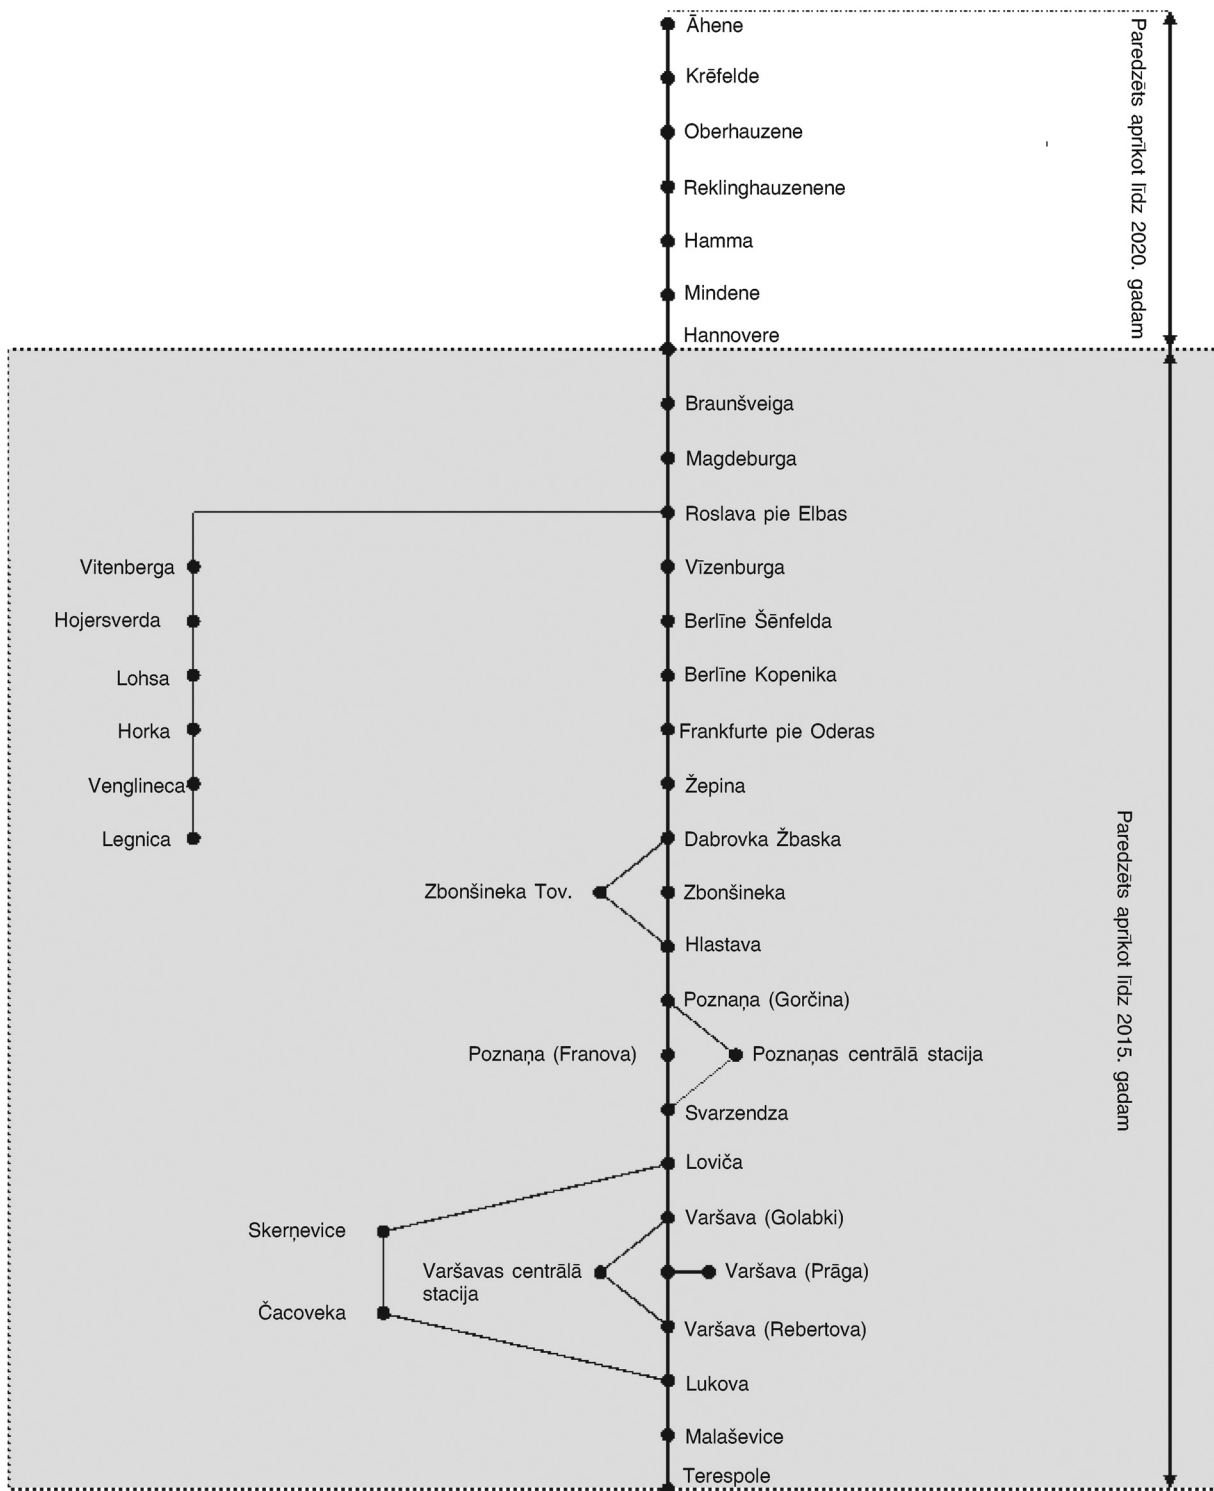 Āhene
Krēfelde
Oberhauzene
Reklinghauzenene
Hamma
Mindene
Hannovere
Paredzēts aprīkot līdz 2020. gadam
Braunšveiga
Magdeburga
Roslava pie Elbas
Vitenberga
Vīzenburga
Hojersverda
Berlīne Šēnfelda
Lohsa
Berlīne Kopenika
Horka
Frankfurte pie Oderas
Venglineca
Žepina
Legnica
Dabrovka Žbaska
Zbonšineka Tov.
Zbonšineka
Hlastava
Poznaņa (Gorčina)
Poznaņa (Franova)
Poznaņas centrālā stacija
Svarzendza
Paredzēts aprīkot līdz 2015. gadam
Loviča
Varšava (Golabki)
Skerņevice
Varšavas centrālā
stacija
Varšava (Prāga)
Čacoveka
Varšava (Rebertova)
Lukova
Malaševice
Terespole